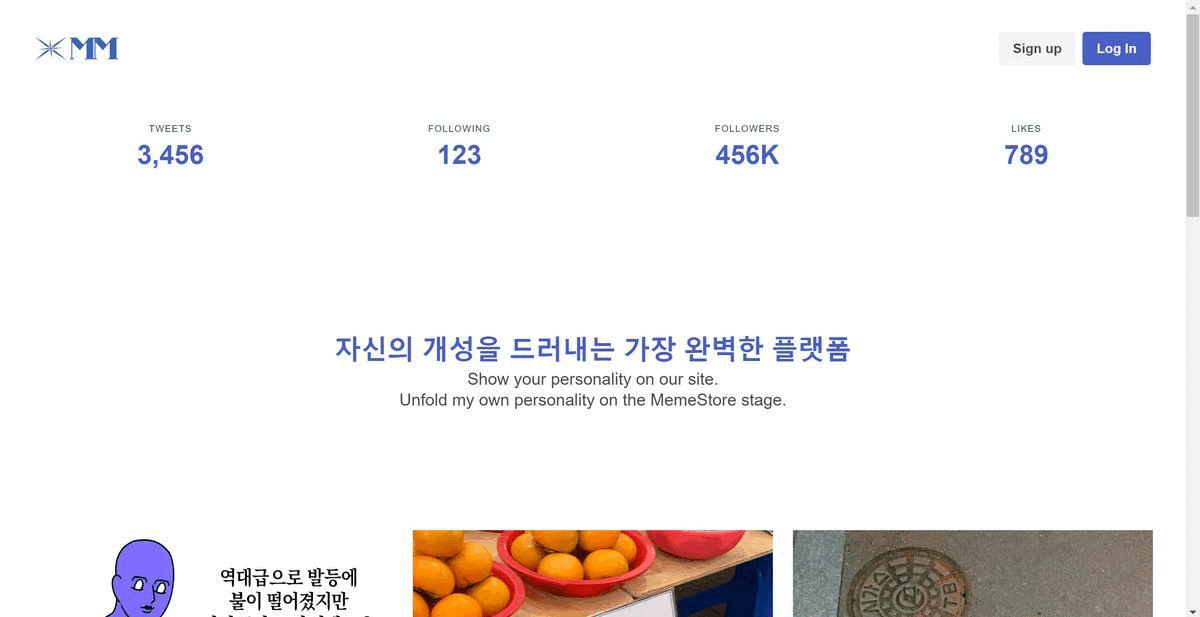 MM
Sign up
Log In
TWEETS
3,456
FOLLOWING
123
FOLLOWERS
456K
LIKES
789
자신의 개성을 드러내는 가장 완벽한 플랫폼
Show your personality on our site.
Unfold my own personality on the MemeStore stage.
역대급으로 발등에
불이 떨어졌지만